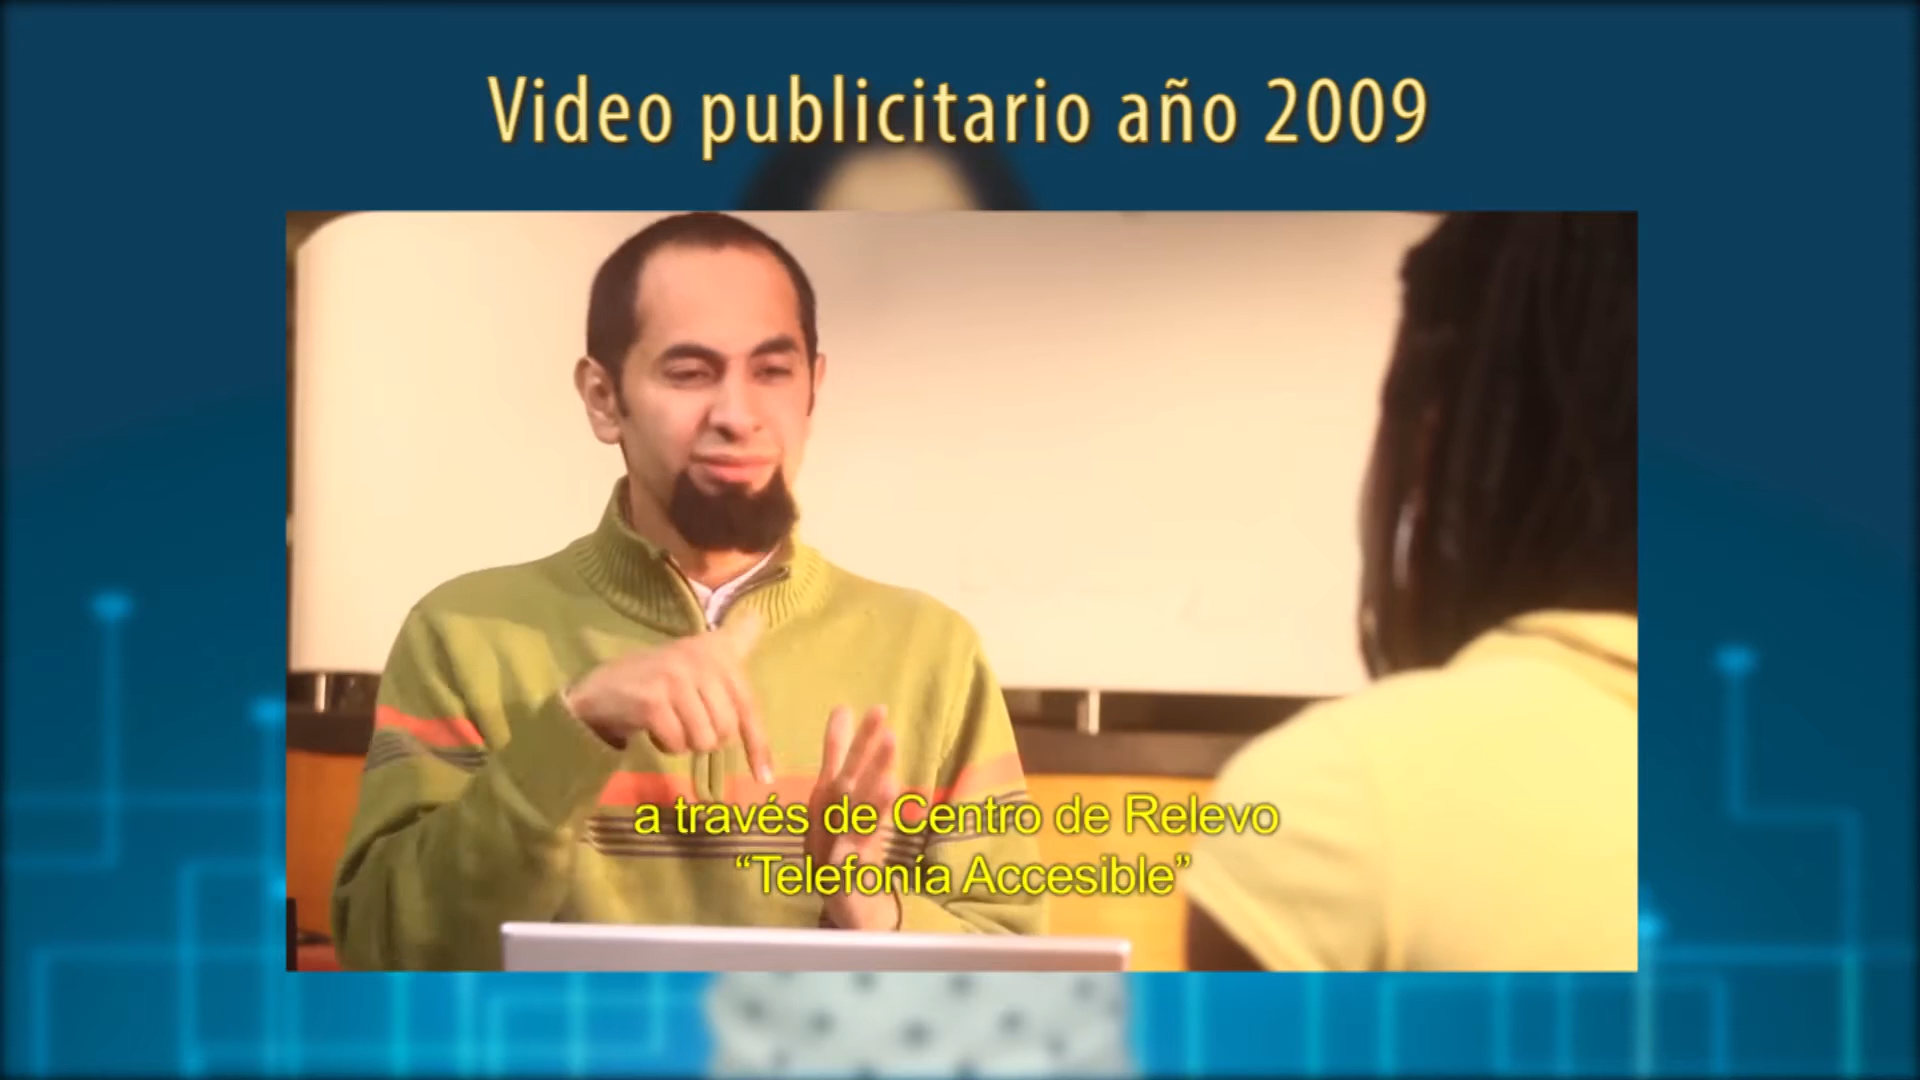 Video publicitario año 2009
a través de Centro de Relevo
“Telefonía Accesible”